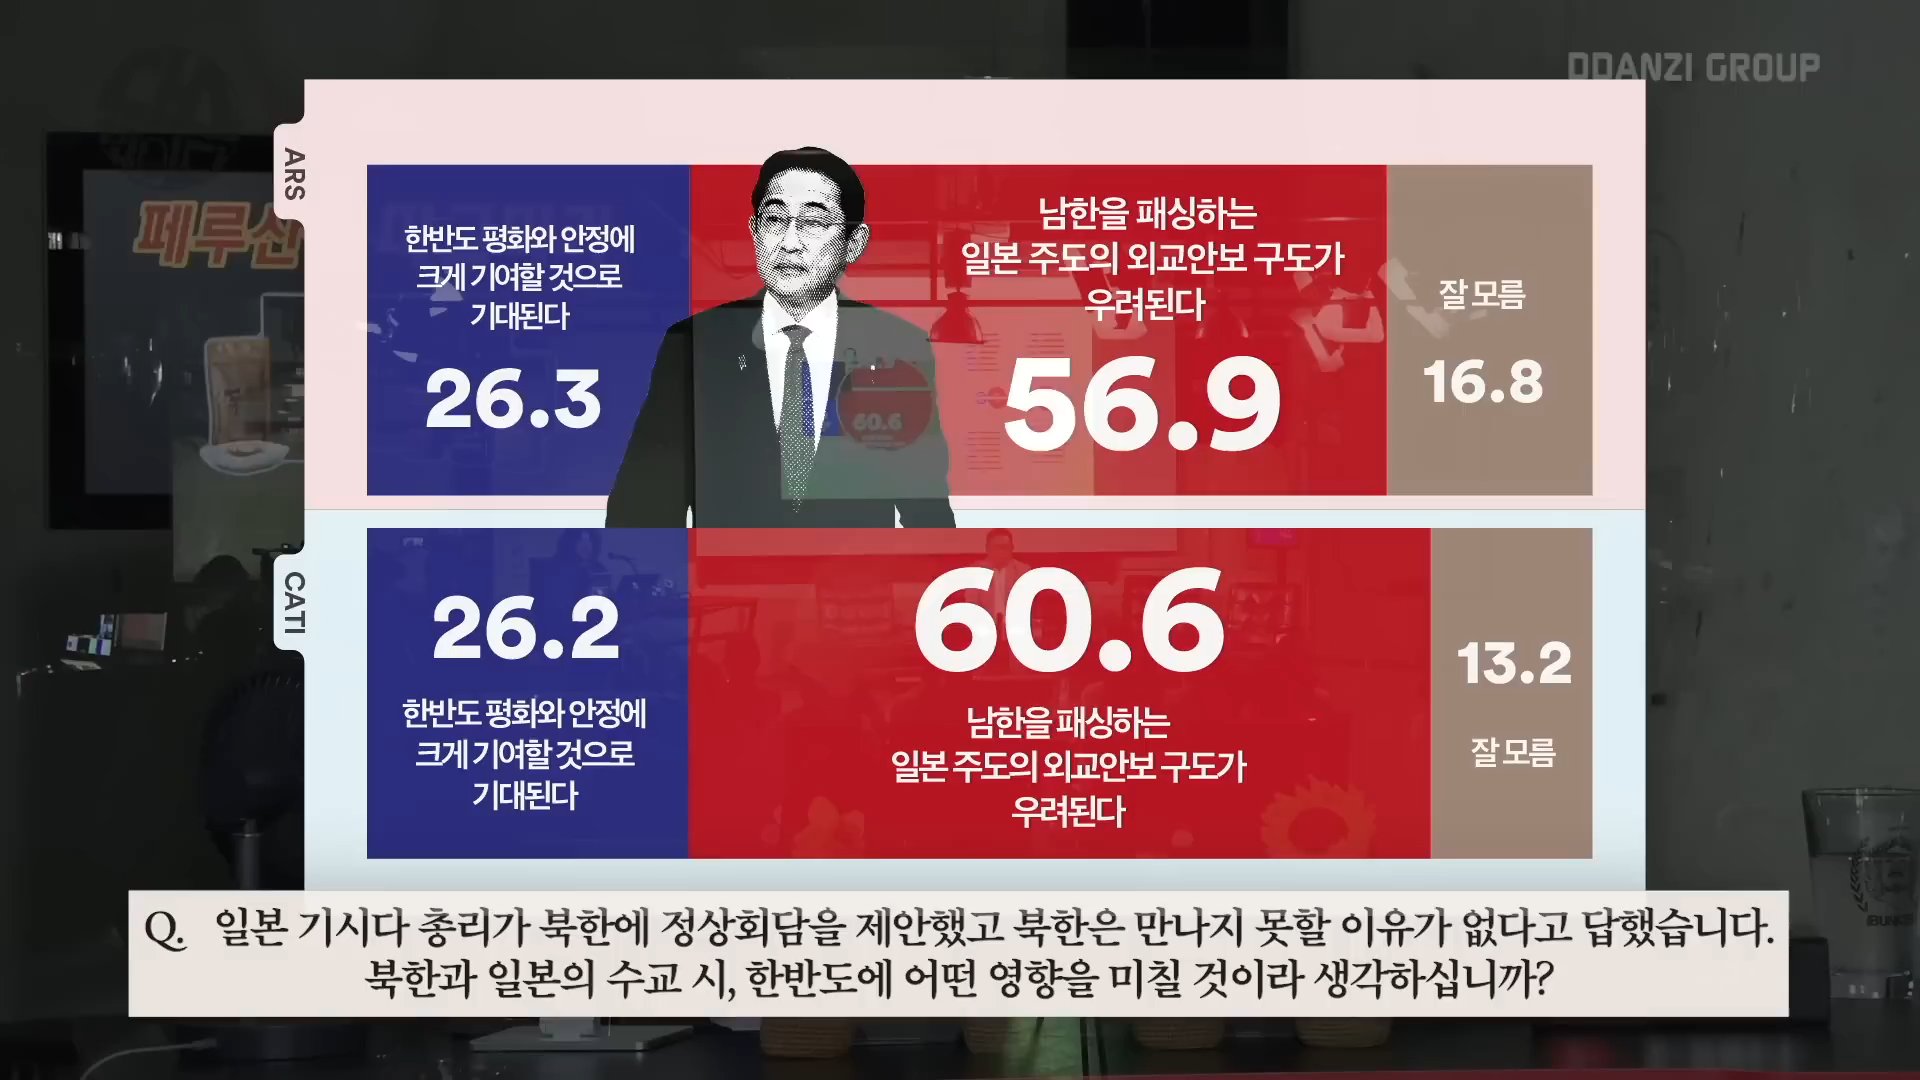 DDANZI GROUP
페루산
ARS
한반도 평화와 안정에
크게 기여할 것으로
기대된다
26.3
남한을 패싱하는
일본 주도의 외교안보 구도가
우려된다
56.9
잘 모름
16.8
60.6
CATI
26.2
한반도 평화와 안정에
크게 기여할 것으로
기대된다
60.6
남한을 패싱하는
일본 주도의 외교안보 구도가
우려된다
13.2
잘 모름
Q. 일본 기시다 총리가 북한에 정상회담을 제안했고 북한은 만나지 못할 이유가 없다고 답했습니다.
북한과 일본의 수교 시, 한반도에 어떤 영향을 미칠 것이라 생각하십니까?